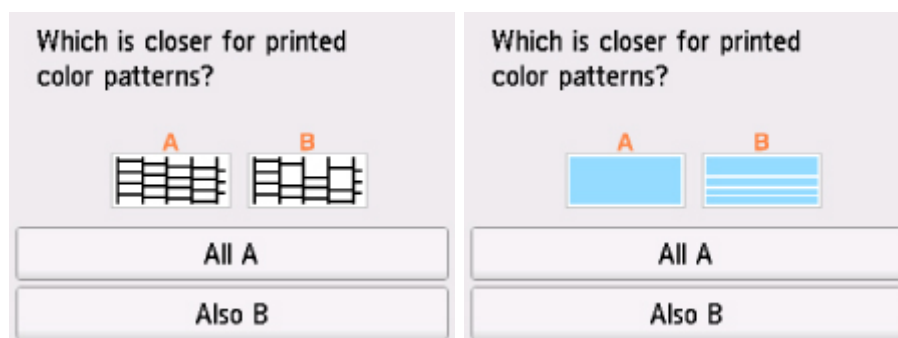 Which is closer for printed
color patterns?
A B
All A
Also B
Which is closer for printed
color patterns?
A B
All A
Also B